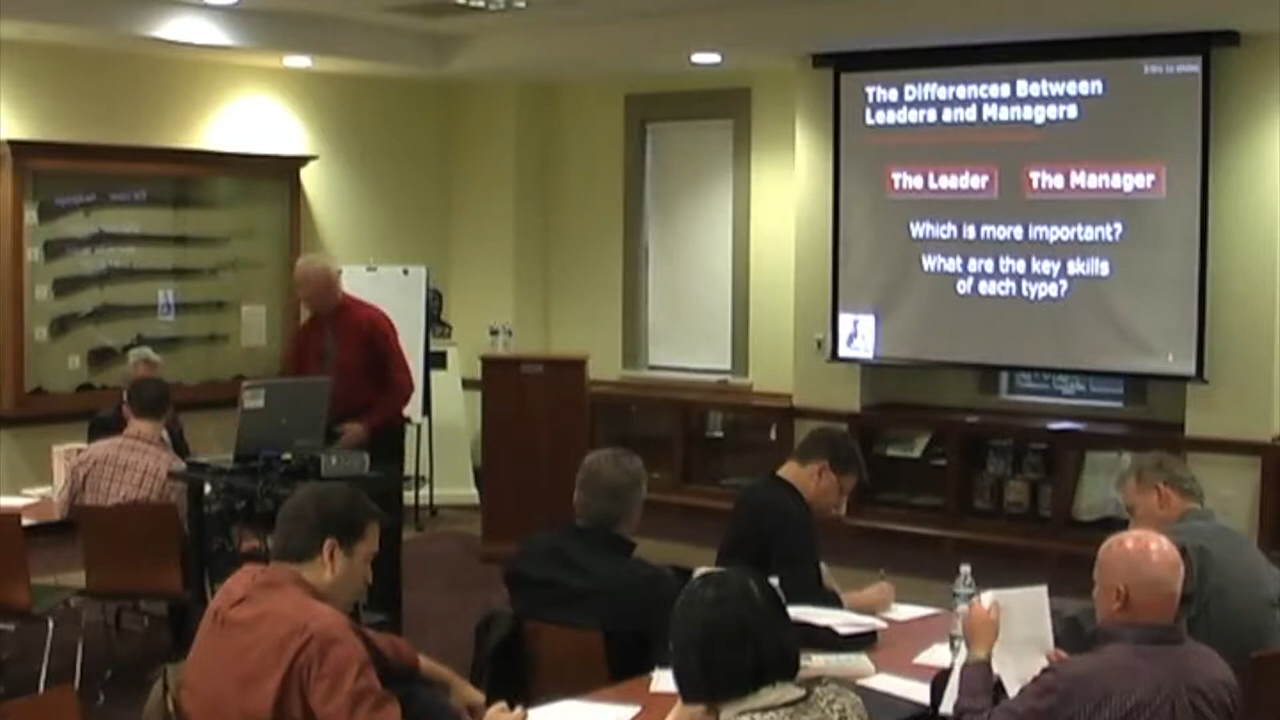 The Differences Between
Leaders and Managers
The Leader
The Manager
Which is more important?
What are the key skills
of each type?